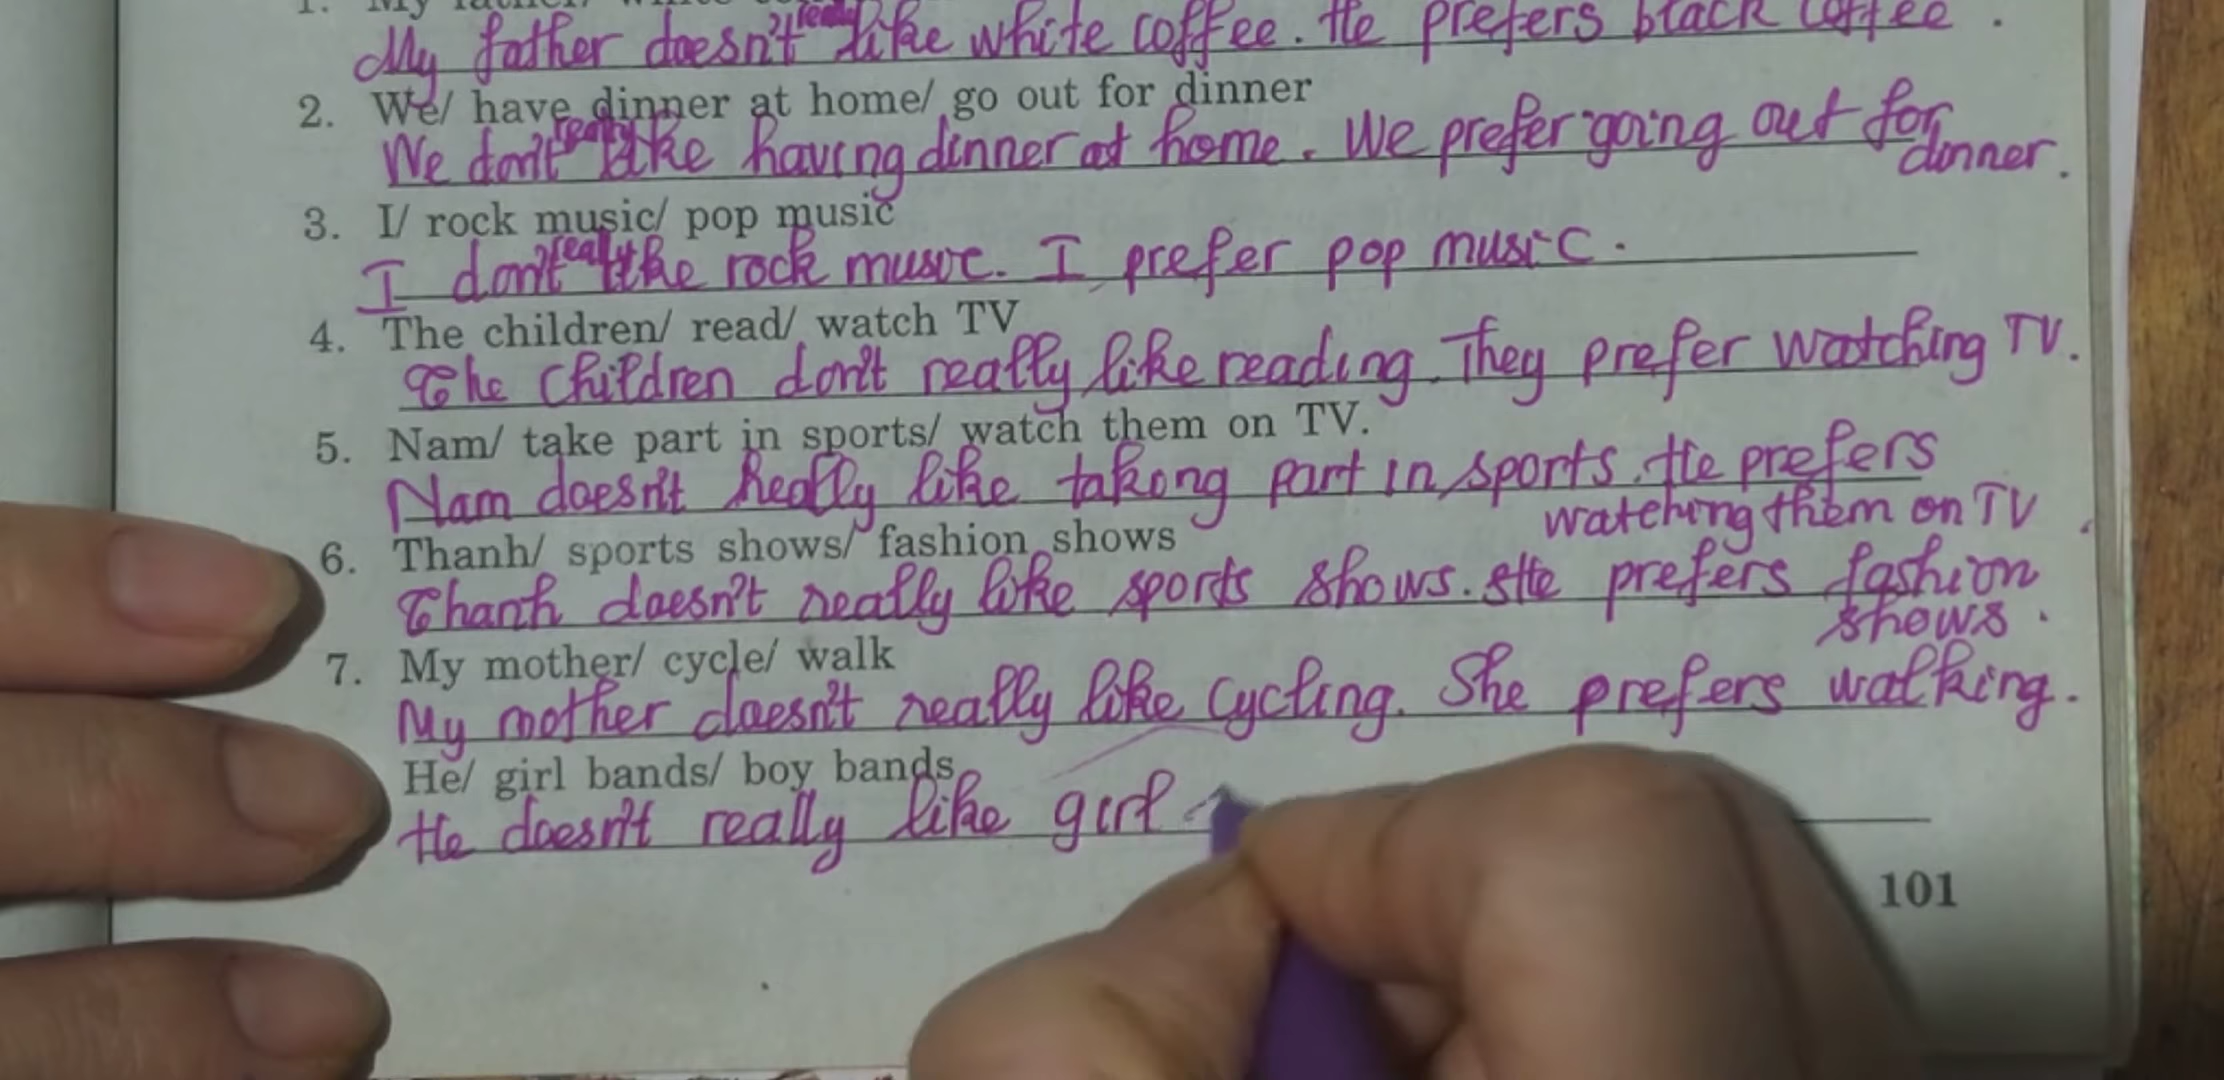 1. My father/ white
My father doesn't really like white coffee. He prefers black coffee.
2. We/ have dinner at home/ go out for dinner
We don't really like having dinner at home. We prefer going out for
dinner.
3. I/ rock music/ pop music
I don't really like rock music. I prefer pop music.
4. The children/ read/ watch TV
The children don't really like reading. They prefer watching TV.
5. Nam/ take part in sports/ watch them on TV.
Nam doesn't really like taking part in sports. He prefers
watching them on TV.
6. Thanh/ sports shows/ fashion shows
Thanh doesn't really like sports shows. She prefers fashion
shows.
7. My mother/ cycle/ walk
My mother doesn't really like cycling. She prefers walking.
He/ girl bands/ boy bands
He doesn't really like girl
101